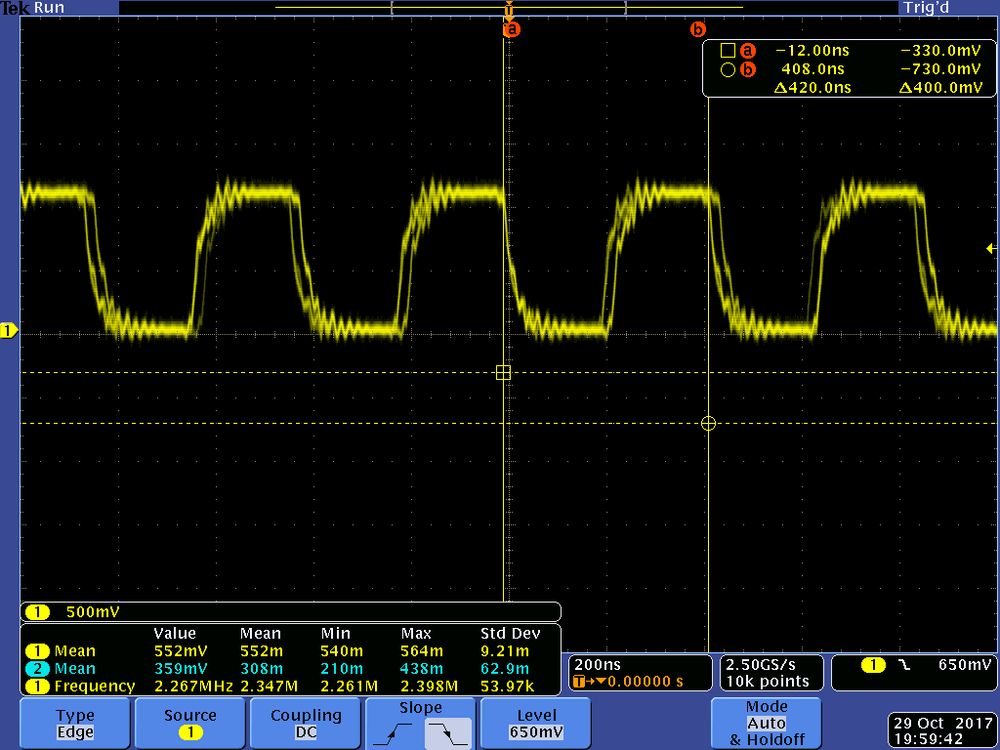 Tek Run Trig'd
T
a b
a −12.00ns −330.0mV
b 408.0ns −730.0mV
Δ420.0ns Δ400.0mV
1
1 500mV
Value Mean Min Max Std Dev
1 Mean 552mV 552m 540m 564m 9.21m
2 Mean 359mV 308m 210m 438m 62.9m
1 Frequency 2.267MHz 2.347M 2.261M 2.398M 53.97k
200ns
T→▼0.00000 s
2.50GS/s
10k points
1 650mV
Type
Edge
Source
1
Coupling
DC
Slope
Level
650mV
Mode
Auto
& Holdoff
29 Oct 2017
19:59:42